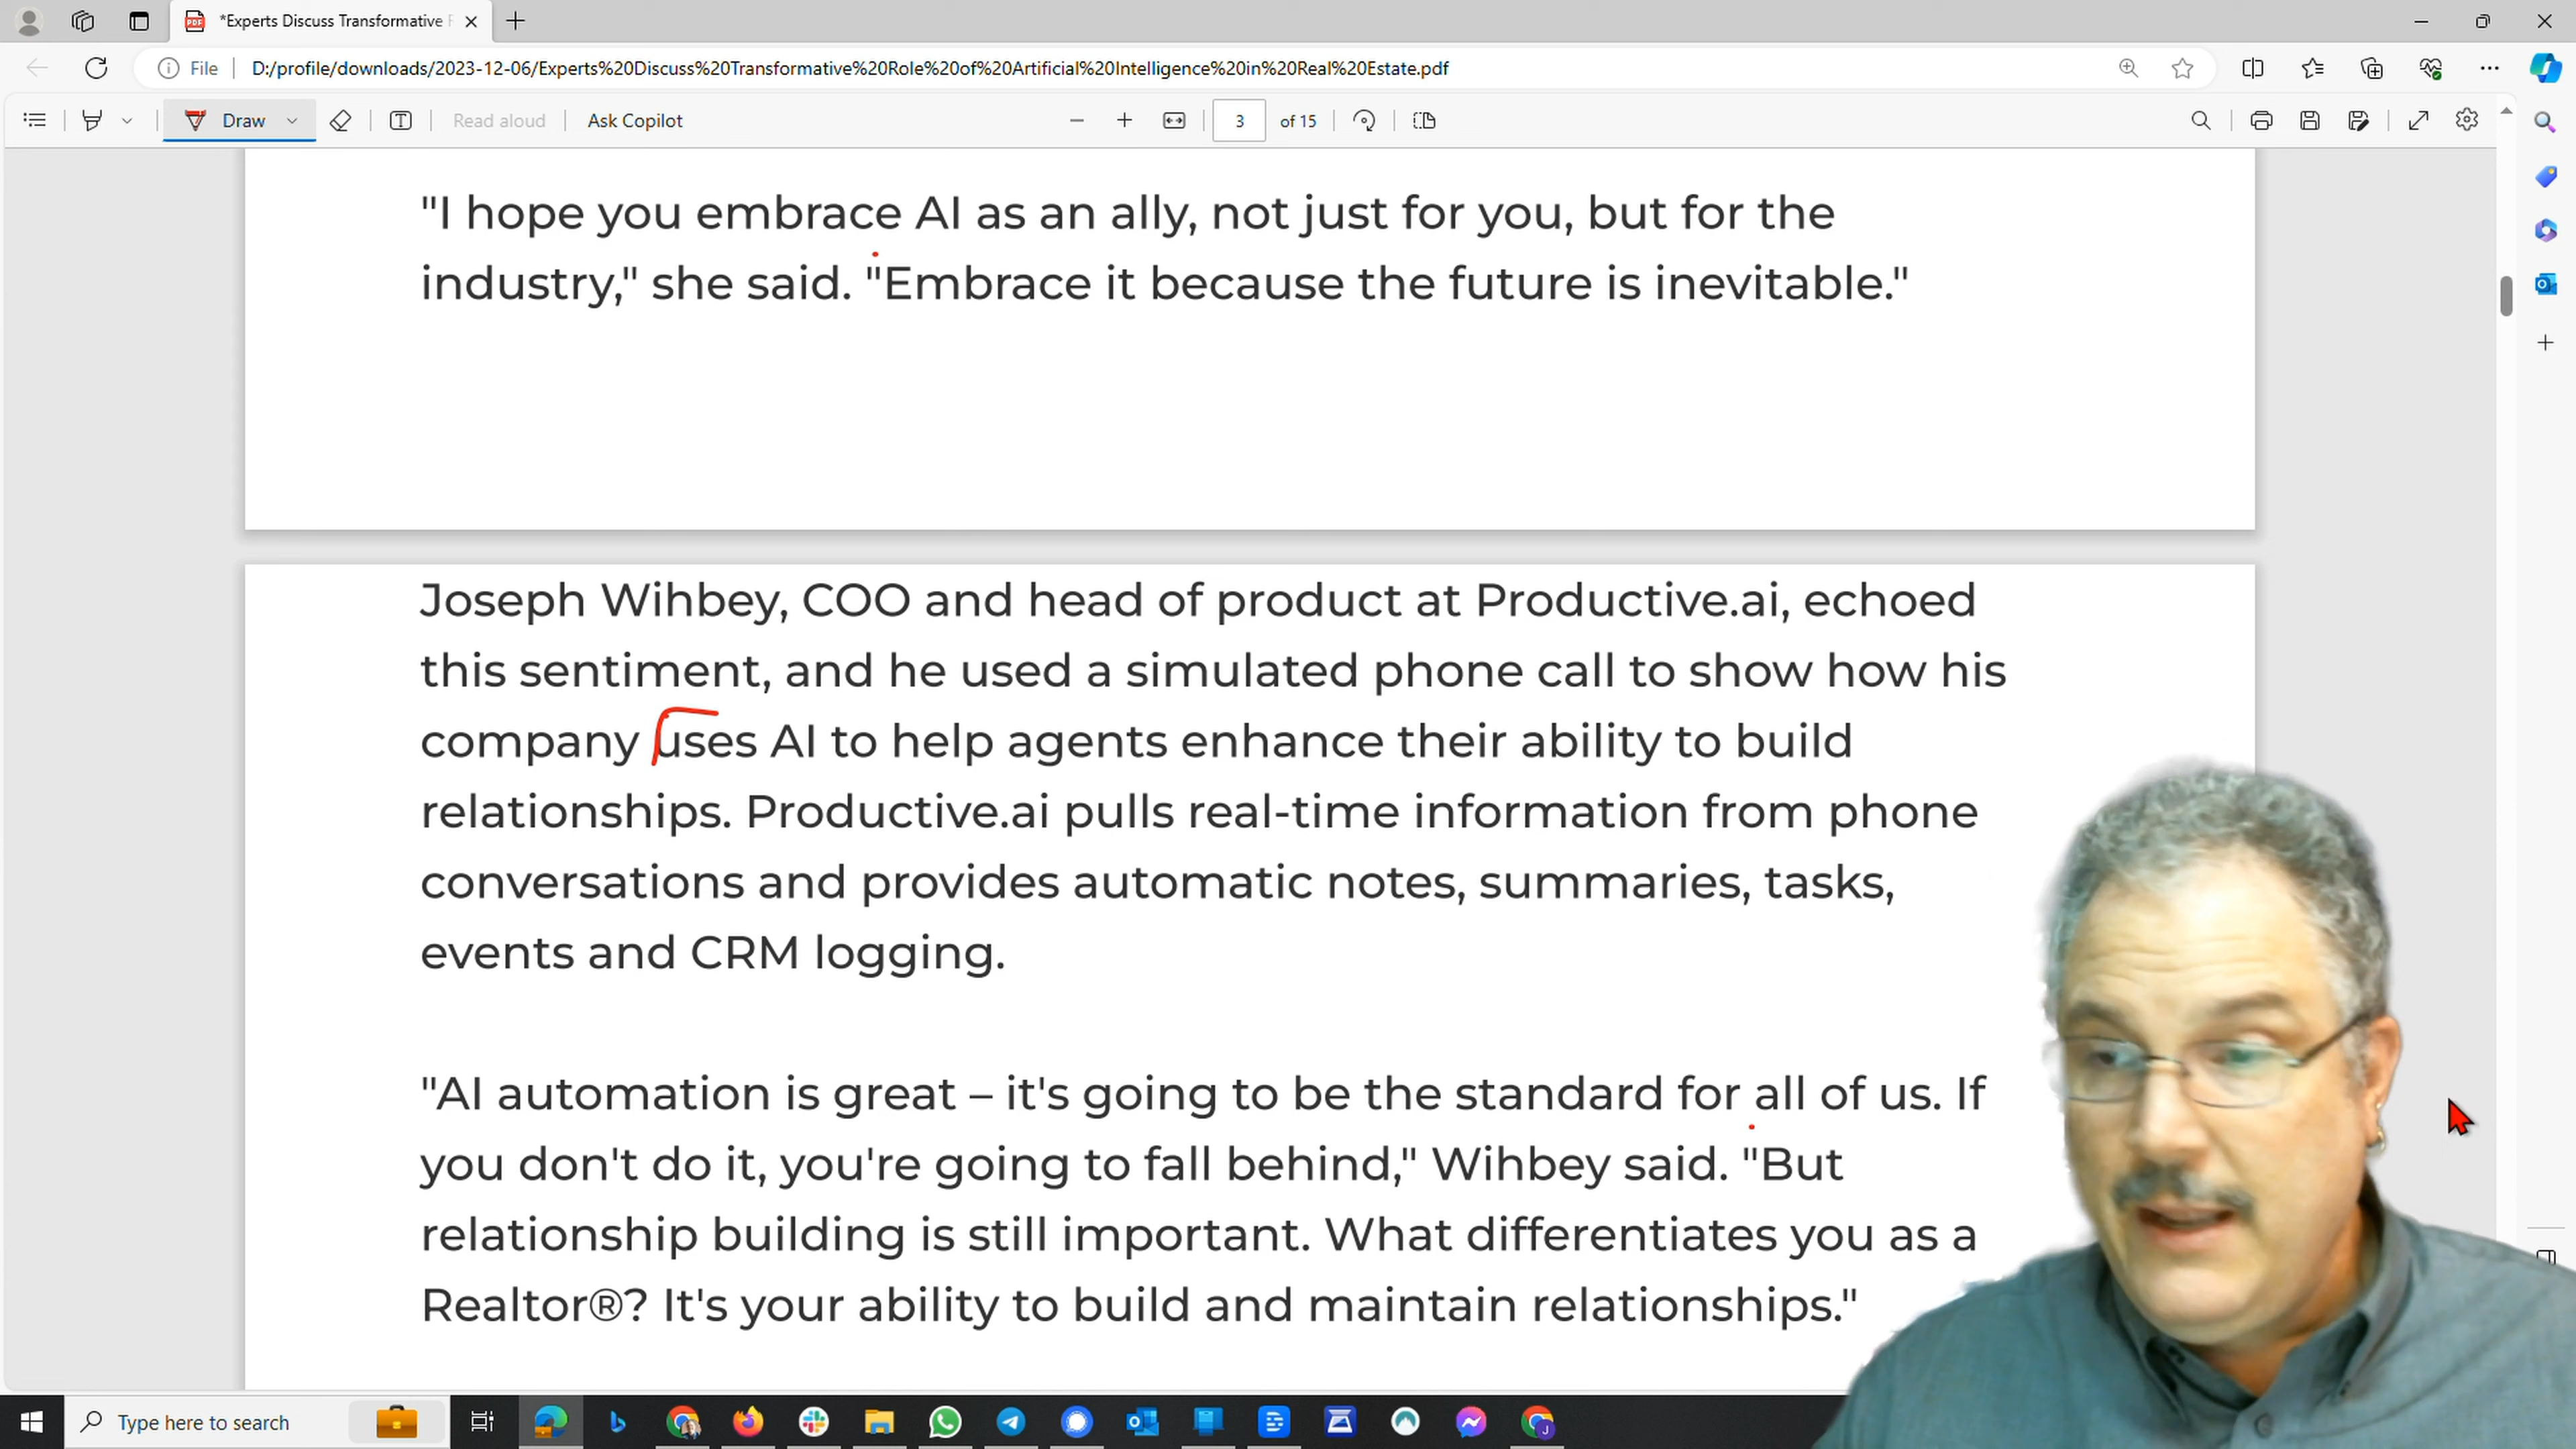 *Experts Discuss Transformative
File
D:/profile/downloads/2023-12-06/Experts%20Discuss%20Transformative%20Role%20of%20Artificial%20Intelligence%20in%20Real%20Estate.pdf
Draw
Read aloud
Ask Copilot
3 of 15
"I hope you embrace AI as an ally, not just for you, but for the
industry," she said. "Embrace it because the future is inevitable."
Joseph Wihbey, COO and head of product at Productive.ai, echoed
this sentiment, and he used a simulated phone call to show how his
company uses AI to help agents enhance their ability to build
relationships. Productive.ai pulls real-time information from phone
conversations and provides automatic notes, summaries, tasks,
events and CRM logging.
"AI automation is great – it's going to be the standard for all of us. If
you don't do it, you're going to fall behind," Wihbey said. "But
relationship building is still important. What differentiates you as a
Realtor®? It's your ability to build and maintain relationships."
Type here to search